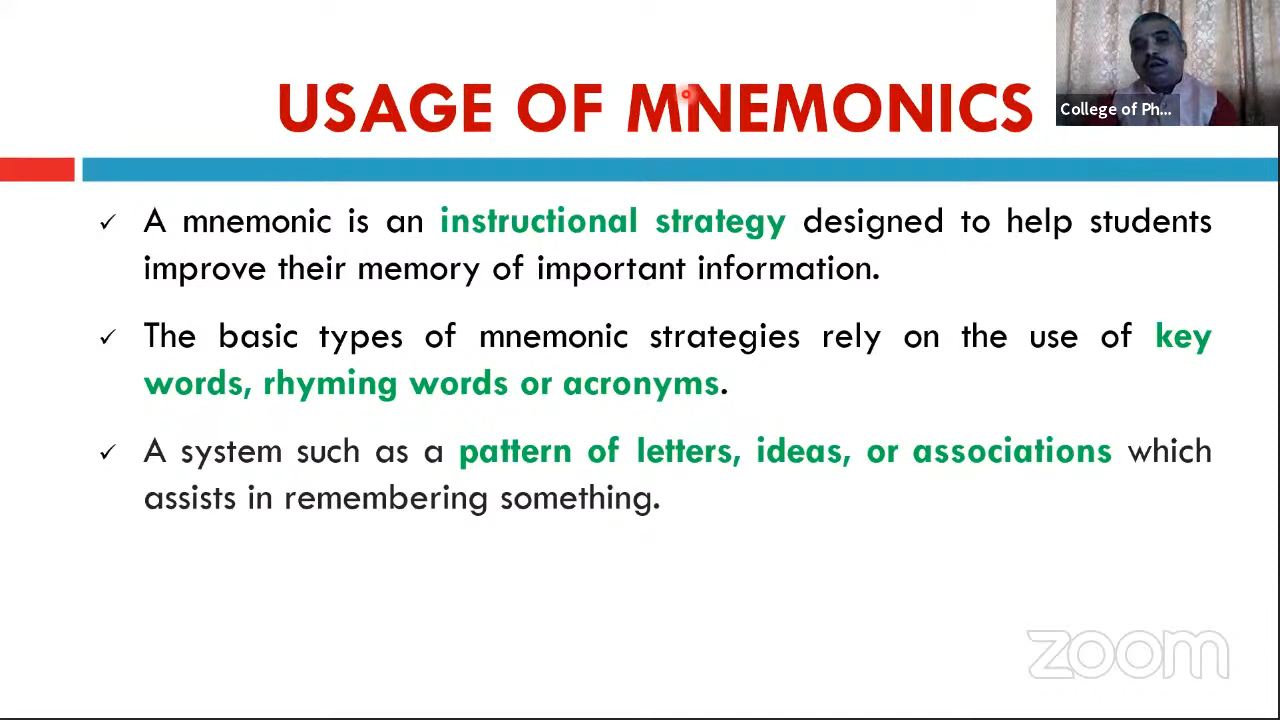 USAGE OF MNEMONICS
College of Ph...
✓ A mnemonic is an instructional strategy designed to help students
improve their memory of important information.
✓ The basic types of mnemonic strategies rely on the use of key
words, rhyming words or acronyms.
✓ A system such as a pattern of letters, ideas, or associations which
assists in remembering something.
zoom